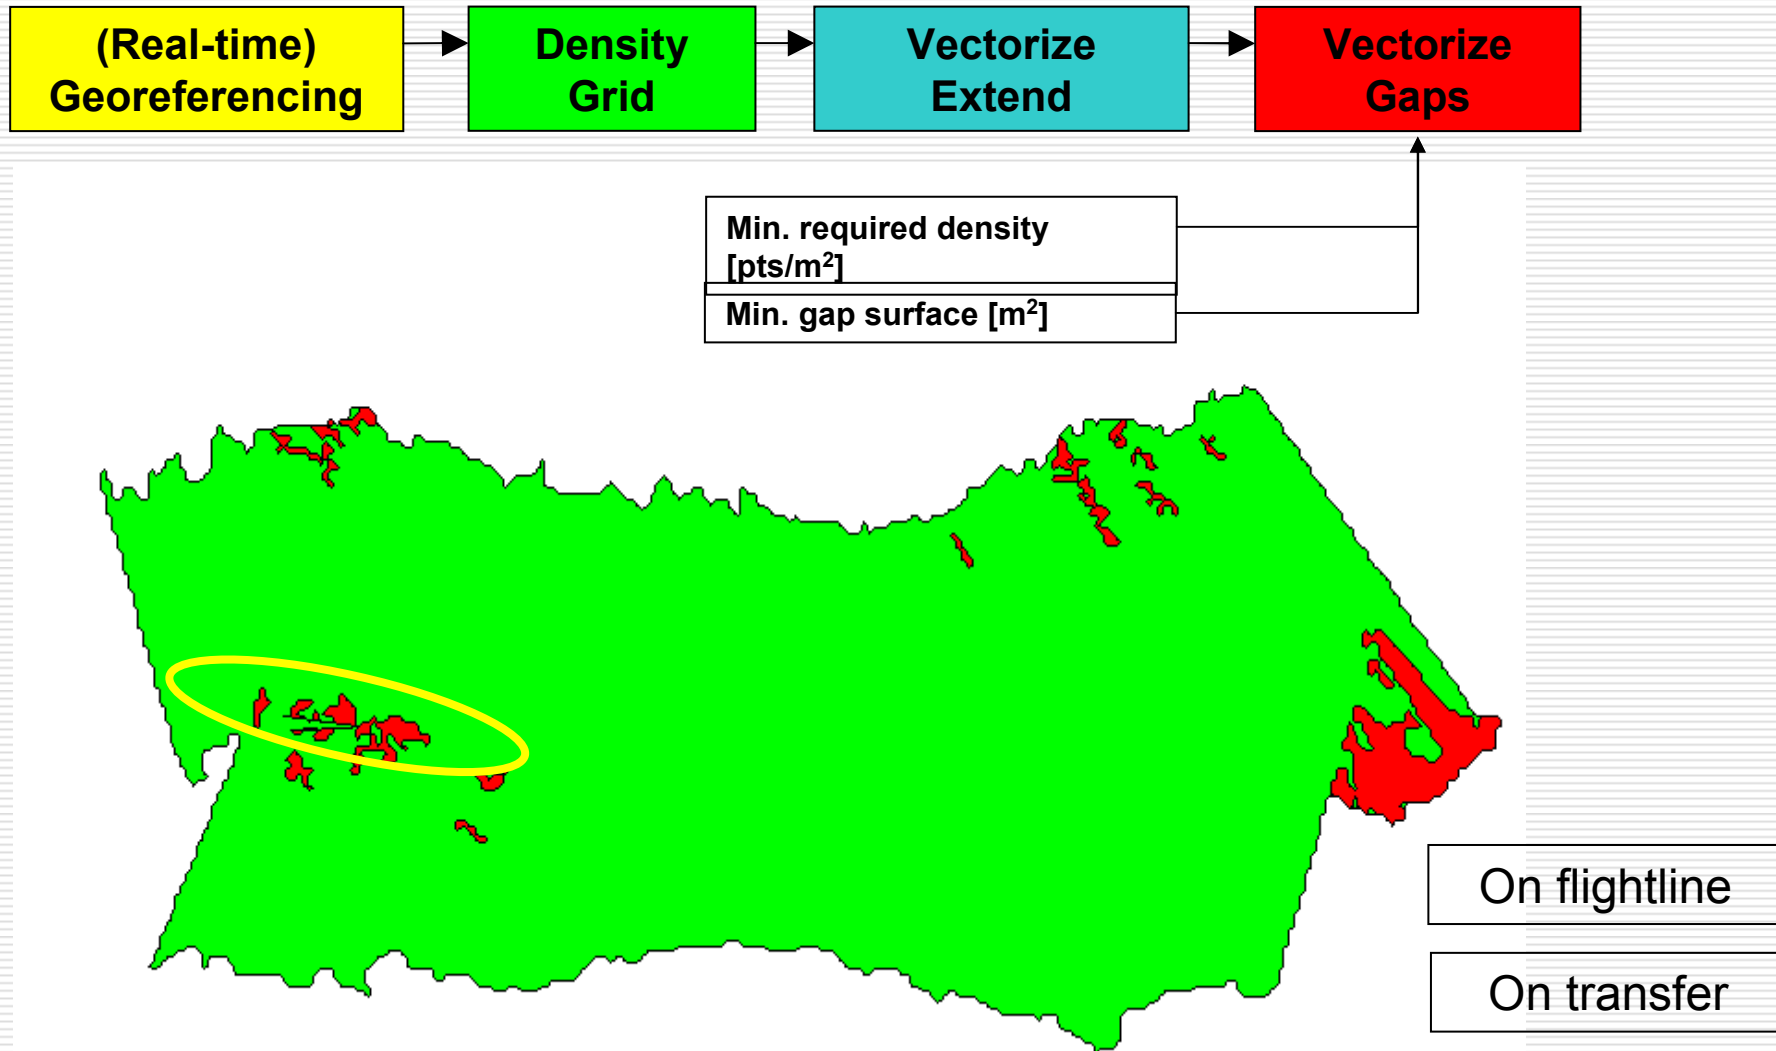 (Real-time)
Georeferencing
Density
Grid
Vectorize
Extend
Vectorize
Gaps
Min. required density
[pts/m²]
Min. gap surface [m²]
On flightline
On transfer